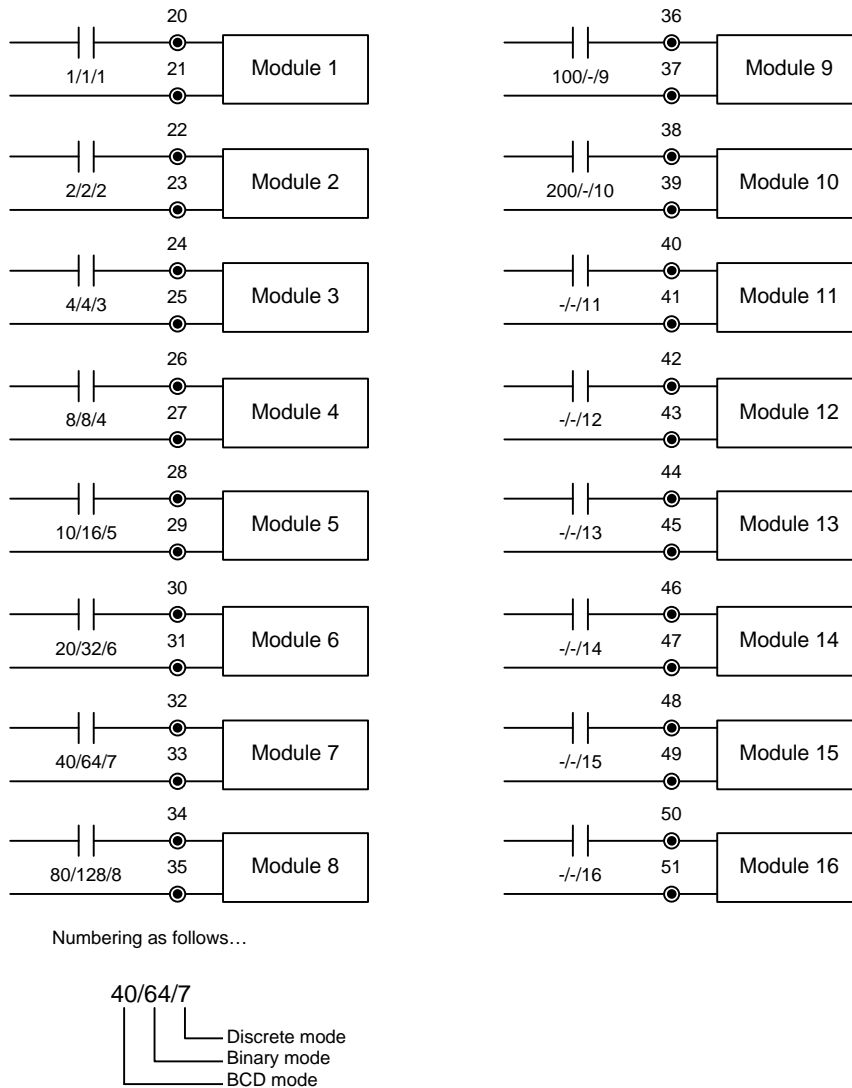 20
1/1/1
21
Module 1
22
2/2/2
23
Module 2
24
4/4/3
25
Module 3
26
8/8/4
27
Module 4
28
10/16/5
29
Module 5
30
20/32/6
31
Module 6
32
40/64/7
33
Module 7
34
80/128/8
35
Module 8
36
100/-/9
37
Module 9
38
200/-/10
39
Module 10
40
-/-/11
41
Module 11
42
-/-/12
43
Module 12
44
-/-/13
45
Module 13
46
-/-/14
47
Module 14
48
-/-/15
49
Module 15
50
-/-/16
51
Module 16
Numbering as follows…
40/64/7
Discrete mode
Binary mode
BCD mode